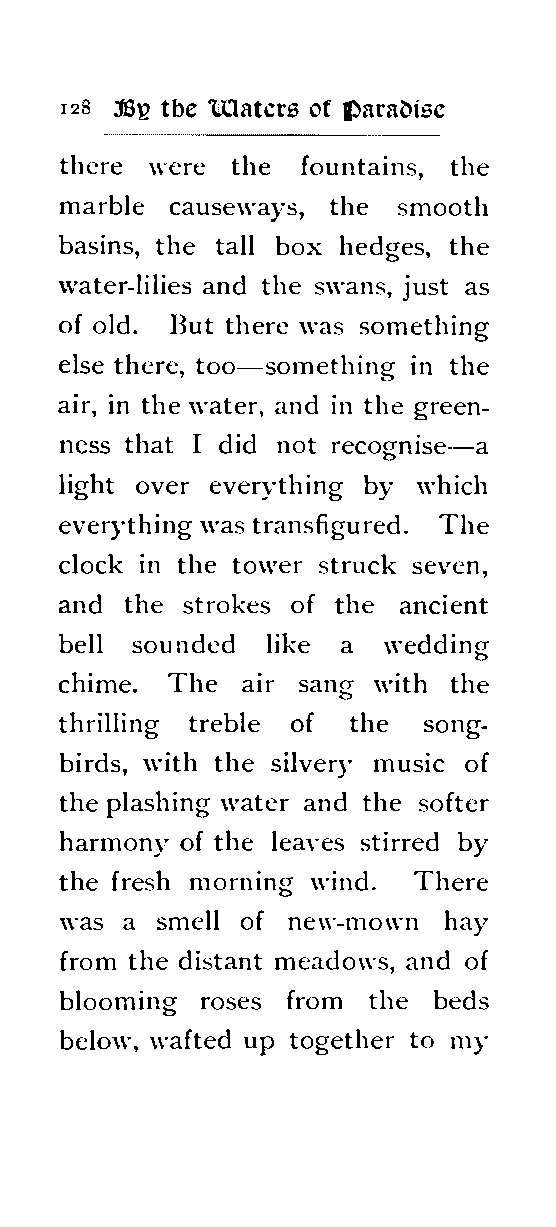 128 By the Waters of Paradise
there were the fountains, the
marble causeways, the smooth
basins, the tall box hedges, the
water-lilies and the swans, just as
of old. But there was something
else there, too—something in the
air, in the water, and in the green-
ness that I did not recognise—a
light over everything by which
everything was transfigured. The
clock in the tower struck seven,
and the strokes of the ancient
bell sounded like a wedding
chime. The air sang with the
thrilling treble of the song-
birds, with the silvery music of
the plashing water and the softer
harmony of the leaves stirred by
the fresh morning wind. There
was a smell of new-mown hay
from the distant meadows, and of
blooming roses from the beds
below, wafted up together to my